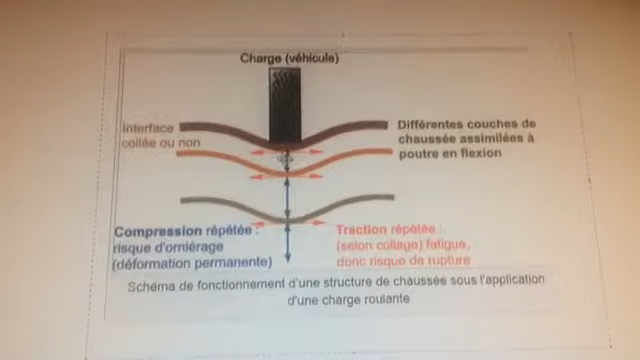 Charge (véhicule)
Interface
collée ou non
Différentes couches de
chaussée assimilées à
poutre en flexion
Compression répétée :
risque d'orniérage
(déformation permanente)
Traction répétée :
(selon collage) fatigue,
donc risque de rupture
Schéma de fonctionnement d'une structure de chaussée sous l'application
d'une charge roulante